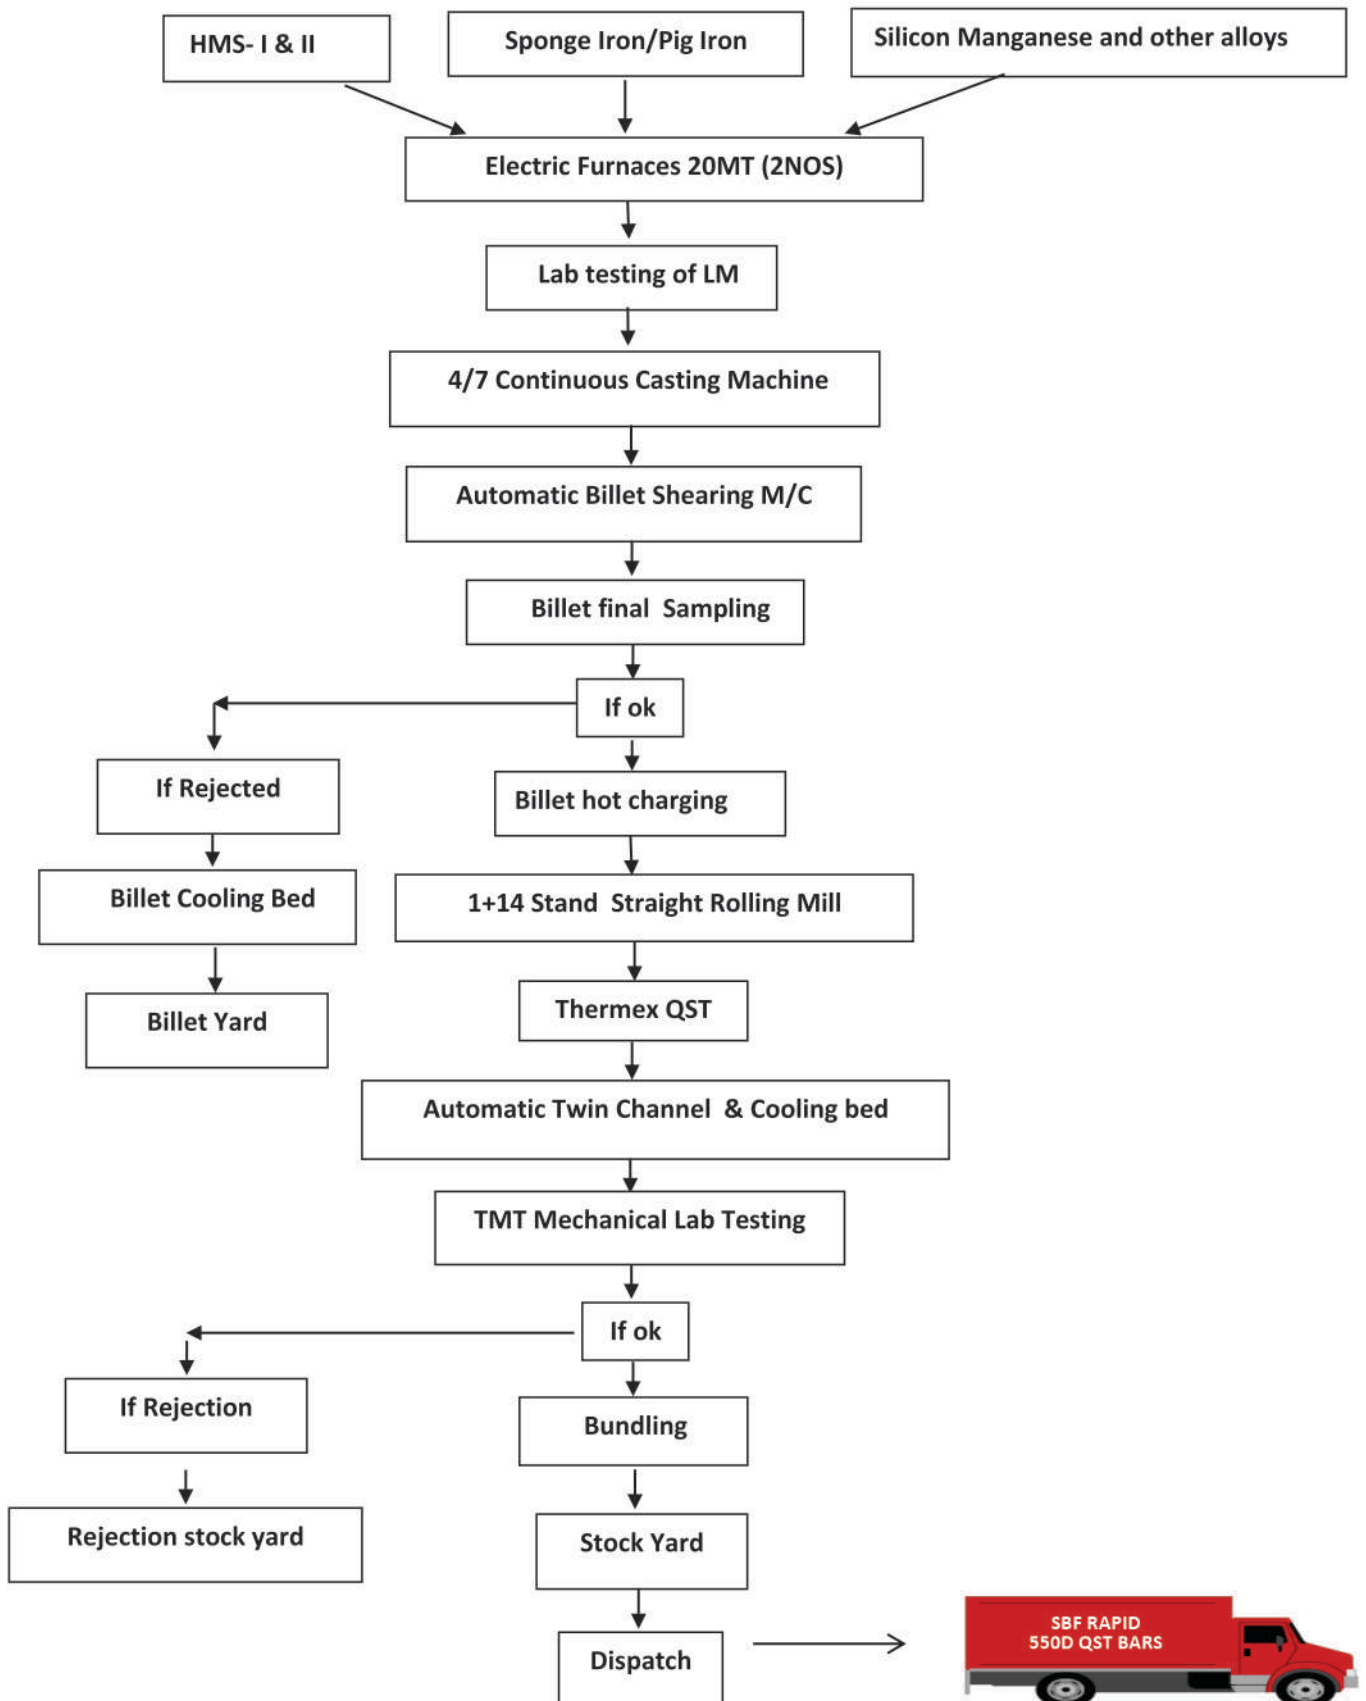 HMS- I & II
Sponge Iron/Pig Iron
Silicon Manganese and other alloys
Electric Furnaces 20MT (2NOS)
Lab testing of LM
4/7 Continuous Casting Machine
Automatic Billet Shearing M/C
Billet final  Sampling
If ok
If Rejected
Billet hot charging
Billet Cooling Bed
1+14 Stand  Straight Rolling Mill
Billet Yard
Thermex QST
Automatic Twin Channel  & Cooling bed
TMT Mechanical Lab Testing
If ok
If Rejection
Bundling
Rejection stock yard
Stock Yard
Dispatch
SBF RAPID
550D QST BARS